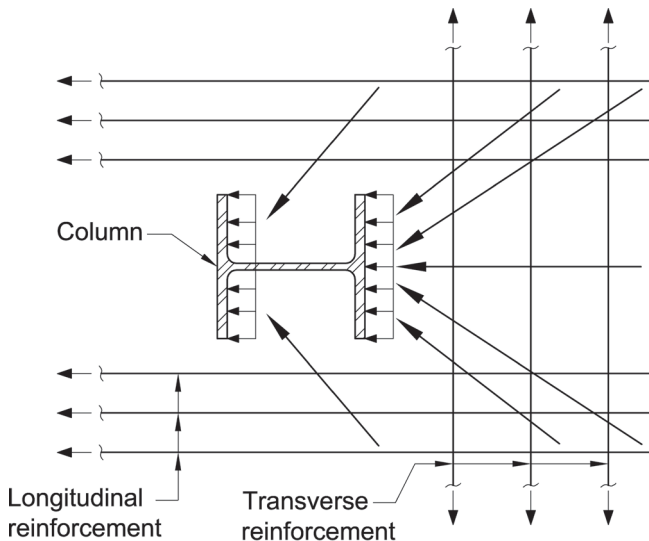 Column
Longitudinal
reinforcement
Transverse
reinforcement